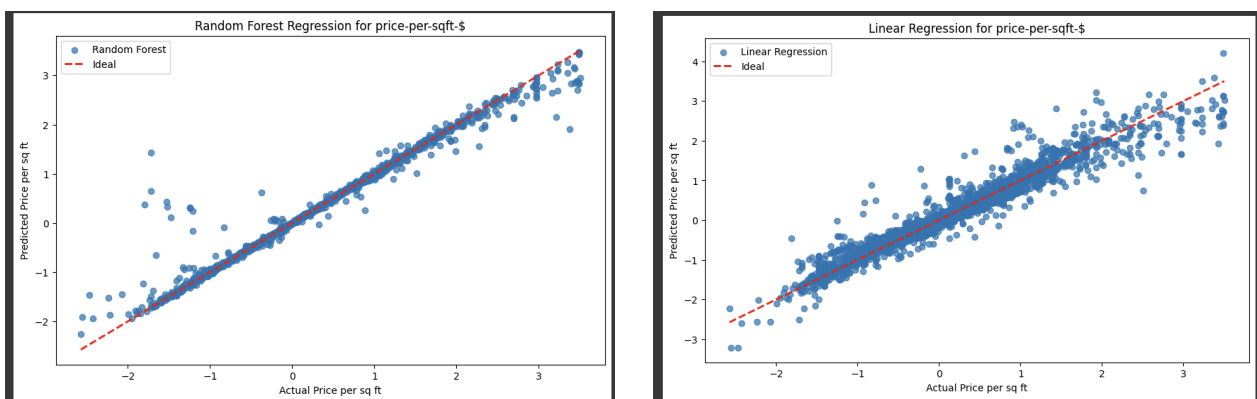 Random Forest Regression for price-per-sqft-$
Random Forest
Ideal
3
2
1
0
−1
−2
Predicted Price per sq ft
−2 −1 0 1 2 3
Actual Price per sq ft
Linear Regression for price-per-sqft-$
Linear Regression
Ideal
4
3
2
1
0
−1
−2
−3
Predicted Price per sq ft
−2 −1 0 1 2 3
Actual Price per sq ft